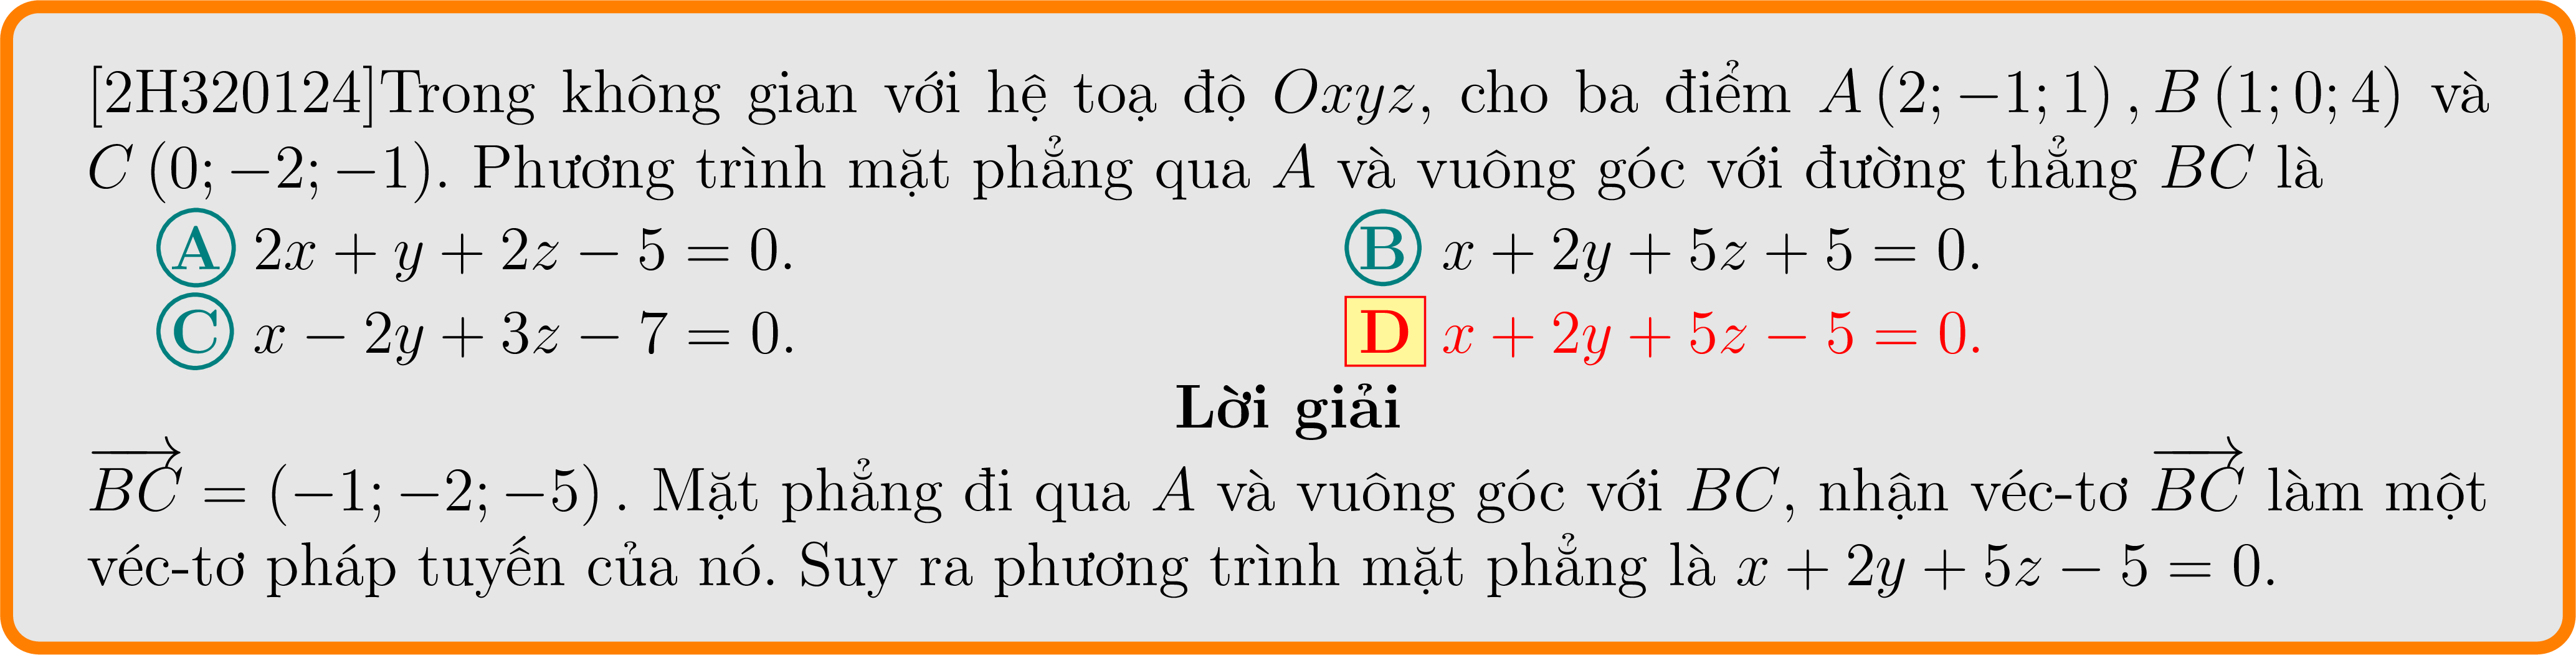 [2H320124]Trong không gian với hệ toạ độ Oxyz, cho ba điểm A (2; −1; 1) , B (1; 0; 4) và
C (0; −2; −1). Phương trình mặt phẳng qua A và vuông góc với đường thẳng BC là
A 2x + y + 2z − 5 = 0. B x + 2y + 5z + 5 = 0.
C x − 2y + 3z − 7 = 0. D x + 2y + 5z − 5 = 0.
Lời giải
$\overrightarrow{BC}$ = (−1; −2; −5) . Mặt phẳng đi qua A và vuông góc với BC, nhận véc-tơ $\overrightarrow{BC}$ làm một
véc-tơ pháp tuyến của nó. Suy ra phương trình mặt phẳng là x + 2y + 5z − 5 = 0.